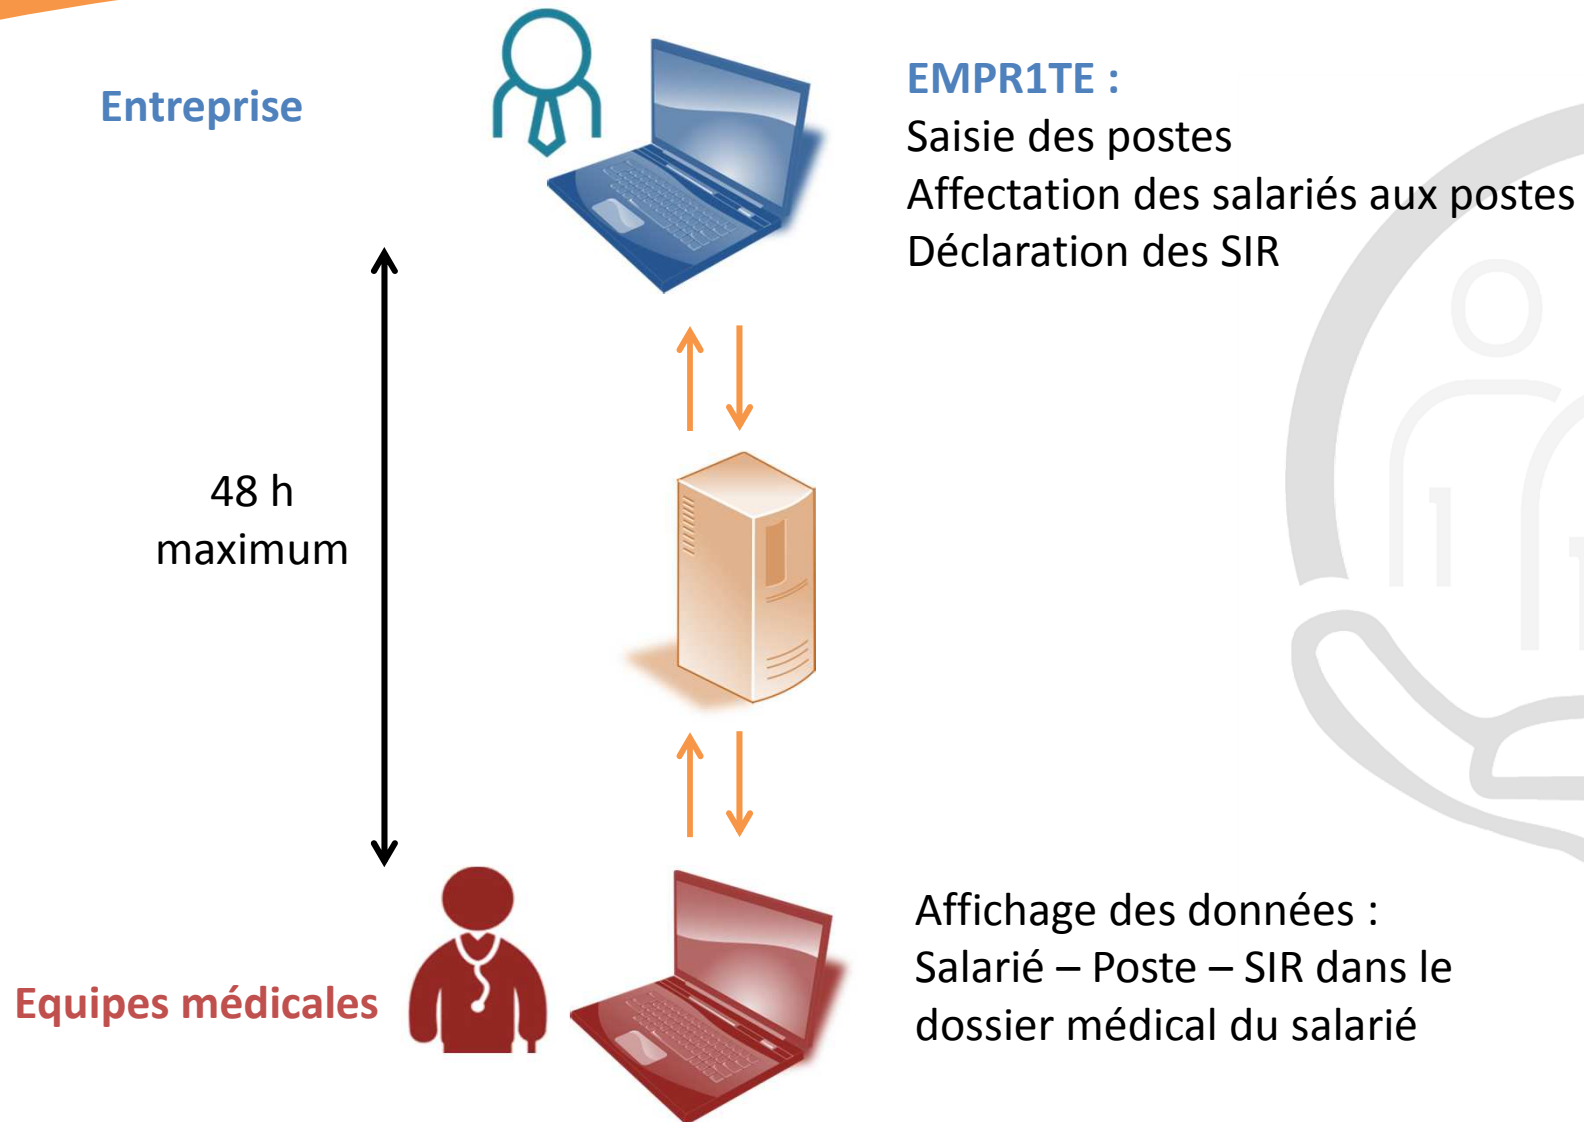 Entreprise
EMPR1TE :
Saisie des postes
Affectation des salariés aux postes
Déclaration des SIR
48 h
maximum
Equipes médicales
Affichage des données :
Salarié – Poste – SIR dans le
dossier médical du salarié